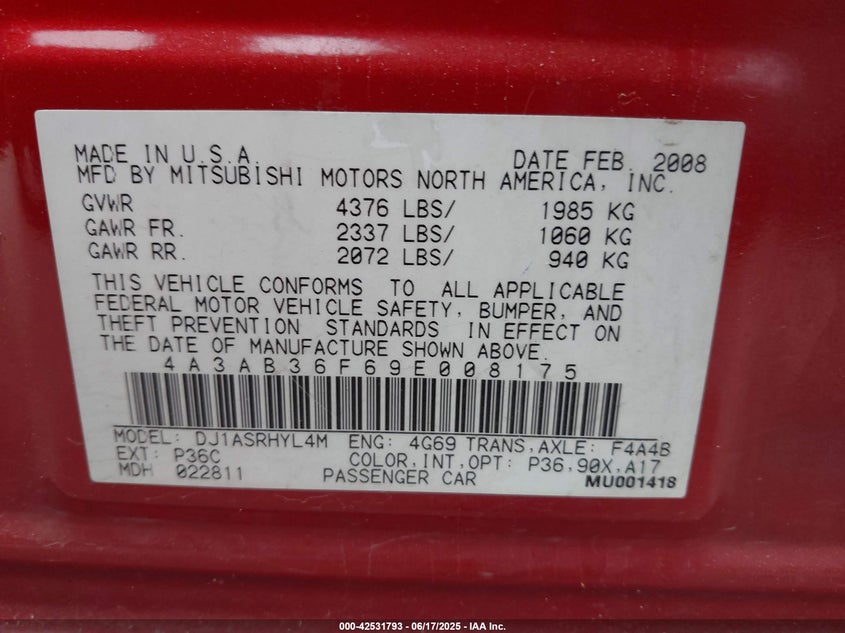 MADE IN U.S.A. DATE FEB. 2008
MFD BY MITSUBISHI MOTORS NORTH AMERICA, INC.
GVWR 4376 LBS/ 1985 KG
GAWR FR. 2337 LBS/ 1060 KG
GAWR RR. 2072 LBS/ 940 KG
THIS VEHICLE CONFORMS TO ALL APPLICABLE
FEDERAL MOTOR VEHICLE SAFETY, BUMPER, AND
THEFT PREVENTION STANDARDS IN EFFECT ON
THE DATE OF MANUFACTURE SHOWN ABOVE.
4A3AB36F69E008175
MODEL: DJ1ASRHYL4M ENG: 4G69 TRANS,AXLE: F4A4B
EXT: P36C COLOR,INT,OPT: P36,90X,A17
MDH 022811 PASSENGER CAR MU001418
000-42531793 - 06/17/2025 - IAA Inc.